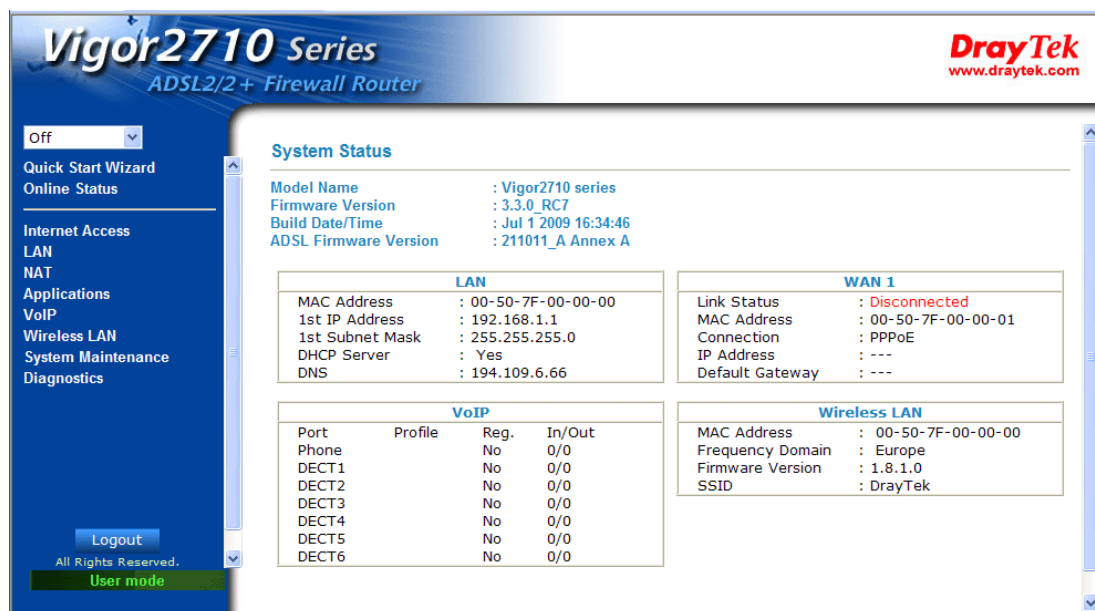 Vigor2710 Series
ADSL2/2+ Firewall Router
DrayTek
www.draytek.com
Off
Quick Start Wizard
Online Status
Internet Access
LAN
NAT
Applications
VoIP
Wireless LAN
System Maintenance
Diagnostics
Logout
All Rights Reserved.
User mode
System Status
Model Name : Vigor2710 series
Firmware Version : 3.3.0_RC7
Build Date/Time : Jul 1 2009 16:34:46
ADSL Firmware Version : 211011_A Annex A
LAN
MAC Address : 00-50-7F-00-00-00
1st IP Address : 192.168.1.1
1st Subnet Mask : 255.255.255.0
DHCP Server : Yes
DNS : 194.109.6.66
WAN 1
Link Status : Disconnected
MAC Address : 00-50-7F-00-00-01
Connection : PPPoE
IP Address : ---
Default Gateway : ---
VoIP
Port Profile Reg. In/Out
Phone No 0/0
DECT1 No 0/0
DECT2 No 0/0
DECT3 No 0/0
DECT4 No 0/0
DECT5 No 0/0
DECT6 No 0/0
Wireless LAN
MAC Address : 00-50-7F-00-00-00
Frequency Domain : Europe
Firmware Version : 1.8.1.0
SSID : DrayTek